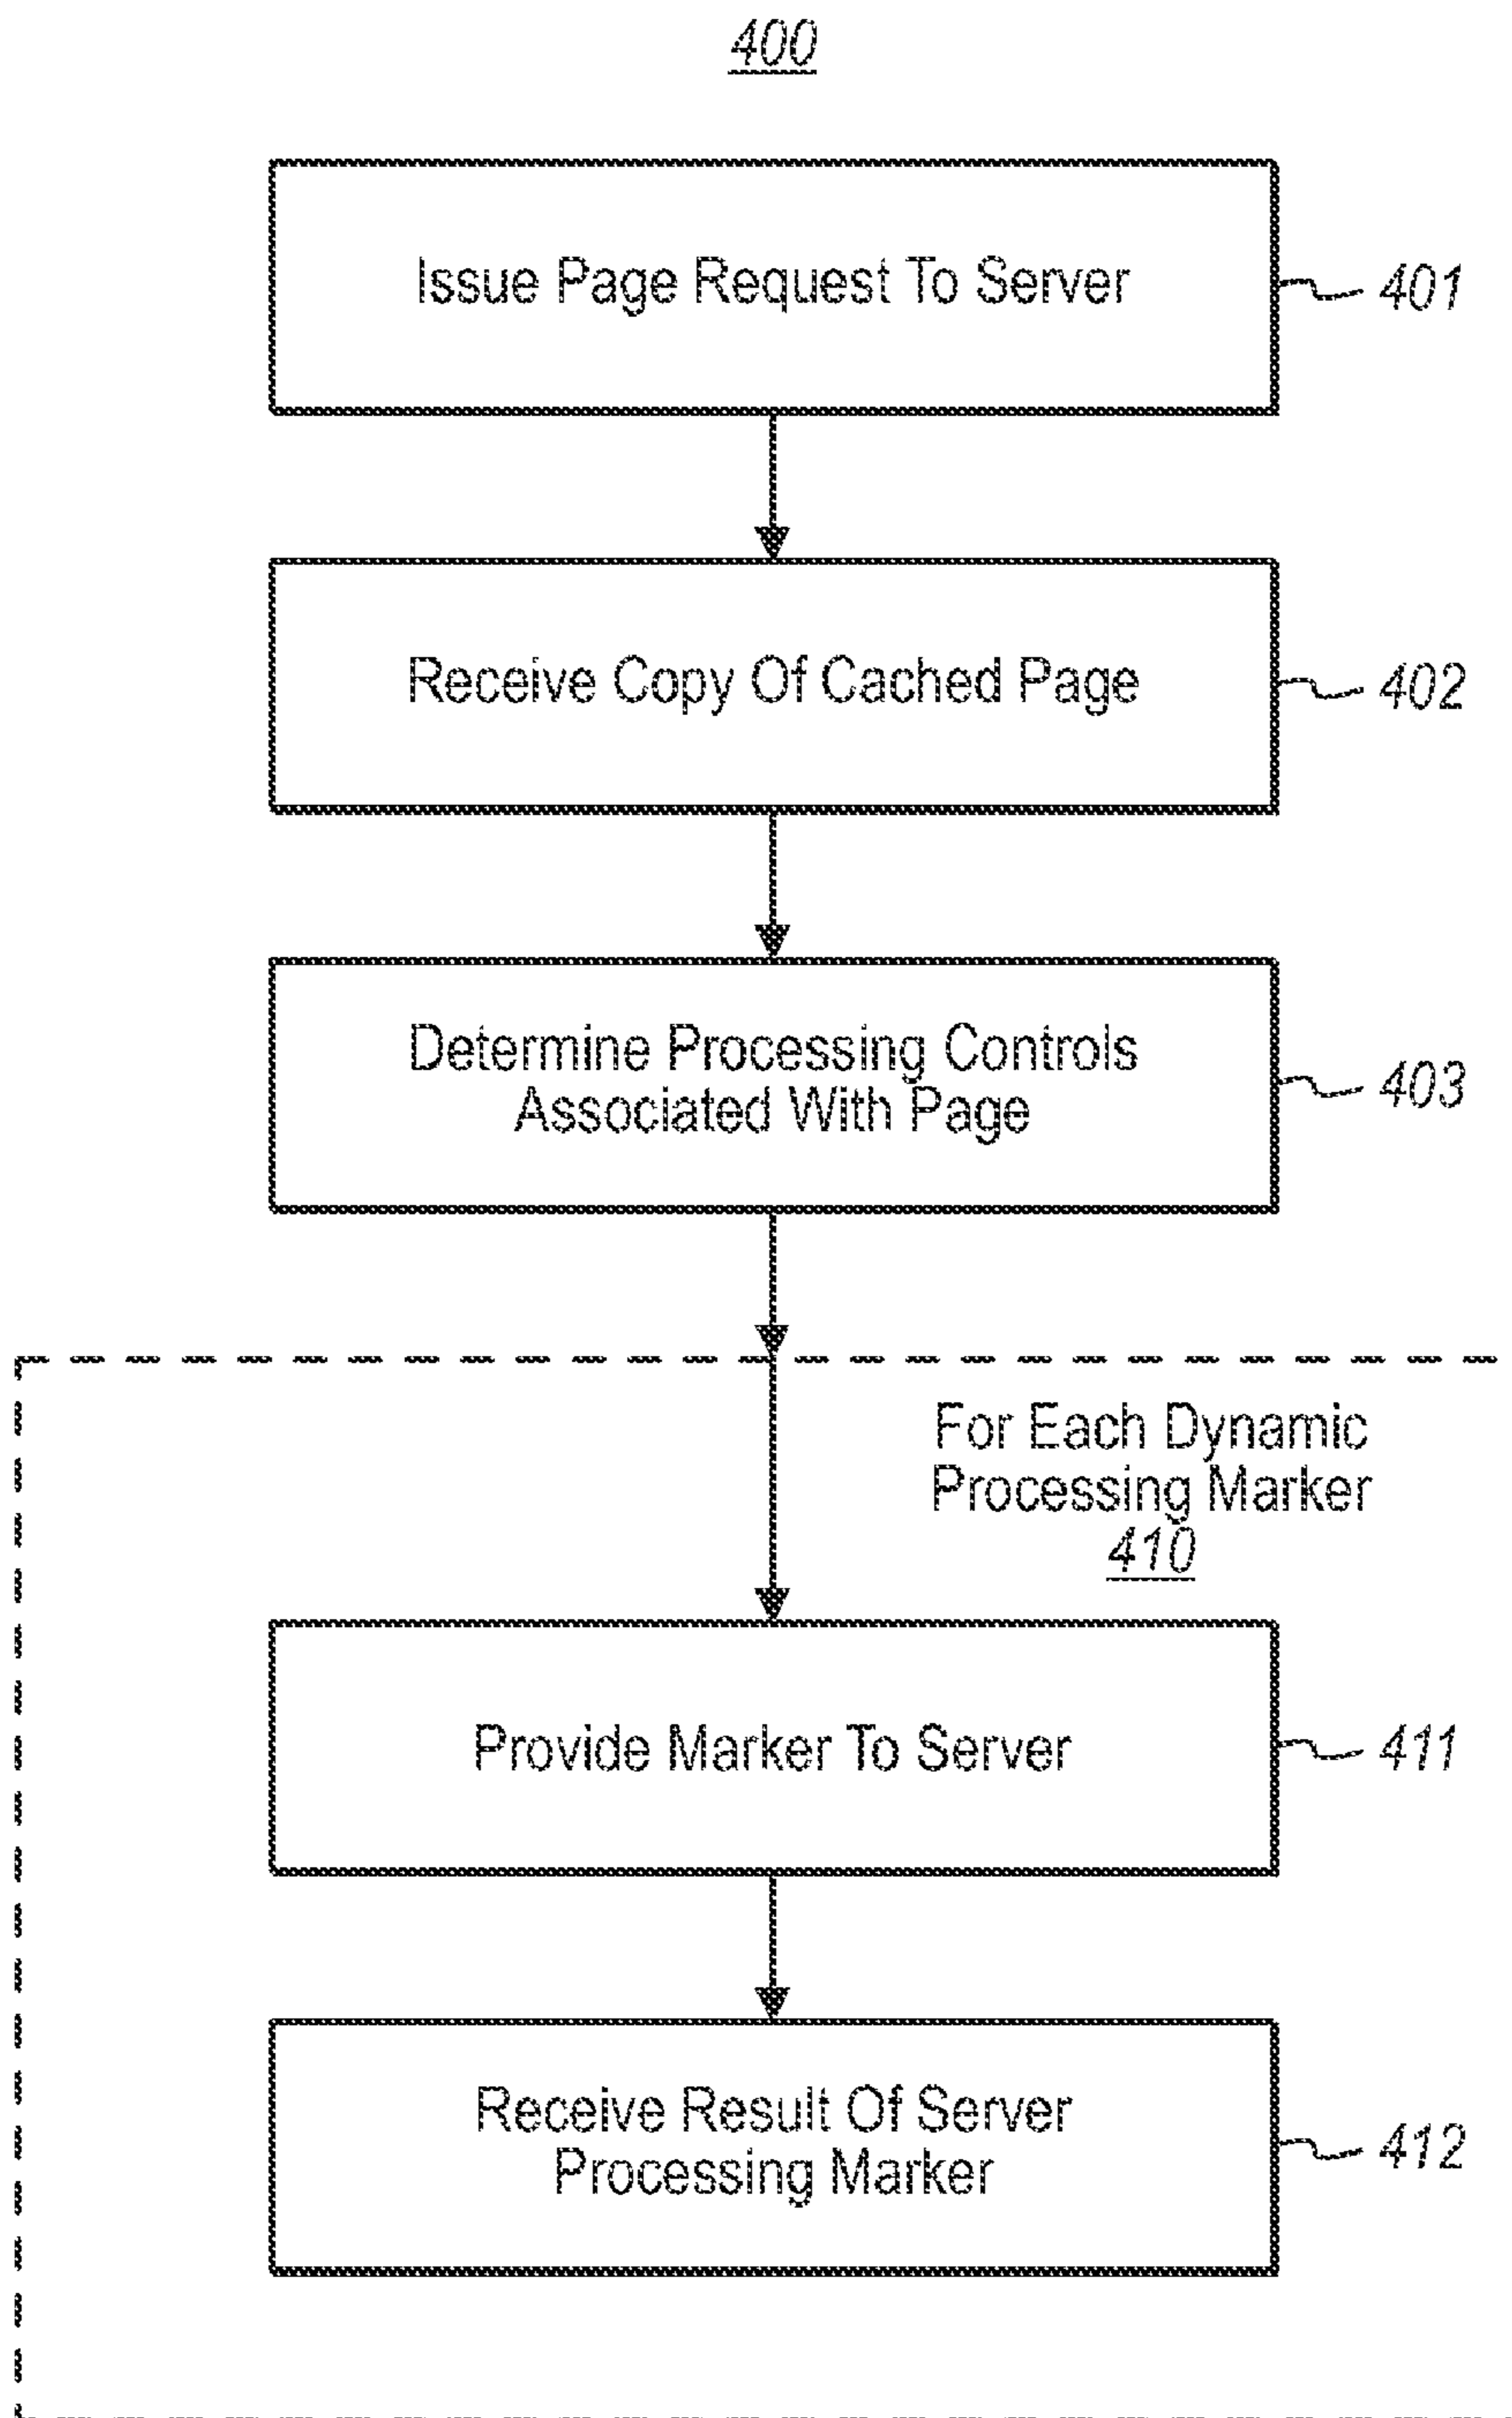 400
Issue Page Request To Server
401
Receive Copy Of Cached Page
402
Determine Processing Controls
Associated With Page
403
For Each Dynamic
Processing Marker
410
Provide Marker To Server
411
Receive Result Of Server
Processing Marker
412